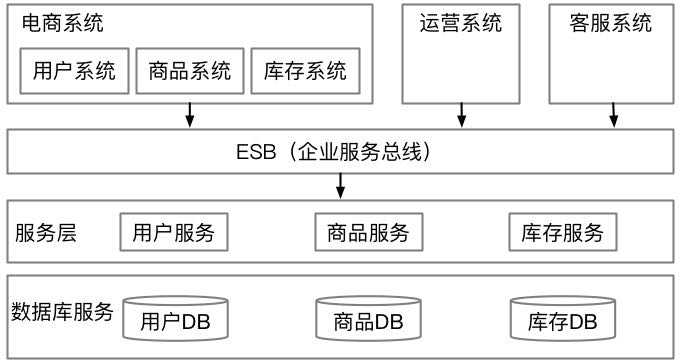 电商系统
运营系统
客服系统
用户系统
商品系统
库存系统
ESB（企业服务总线）
服务层
用户服务
商品服务
库存服务
数据库服务
用户DB
商品DB
库存DB